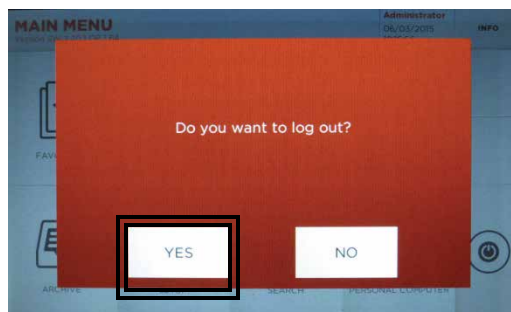 MAIN MENU
Administrator
06/03/2015
INFO
Do you want to log out?
YES
NO
ARCHIVE
SEARCH
PERSONAL COMPUTER